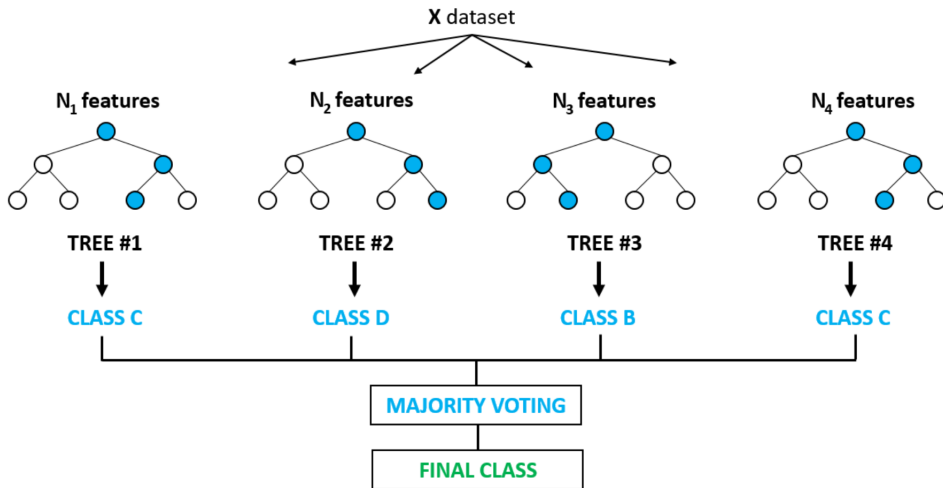 X dataset
N₁ features N₂ features N₃ features N₄ features
TREE #1 TREE #2 TREE #3 TREE #4
CLASS C CLASS D CLASS B CLASS C
MAJORITY VOTING
FINAL CLASS